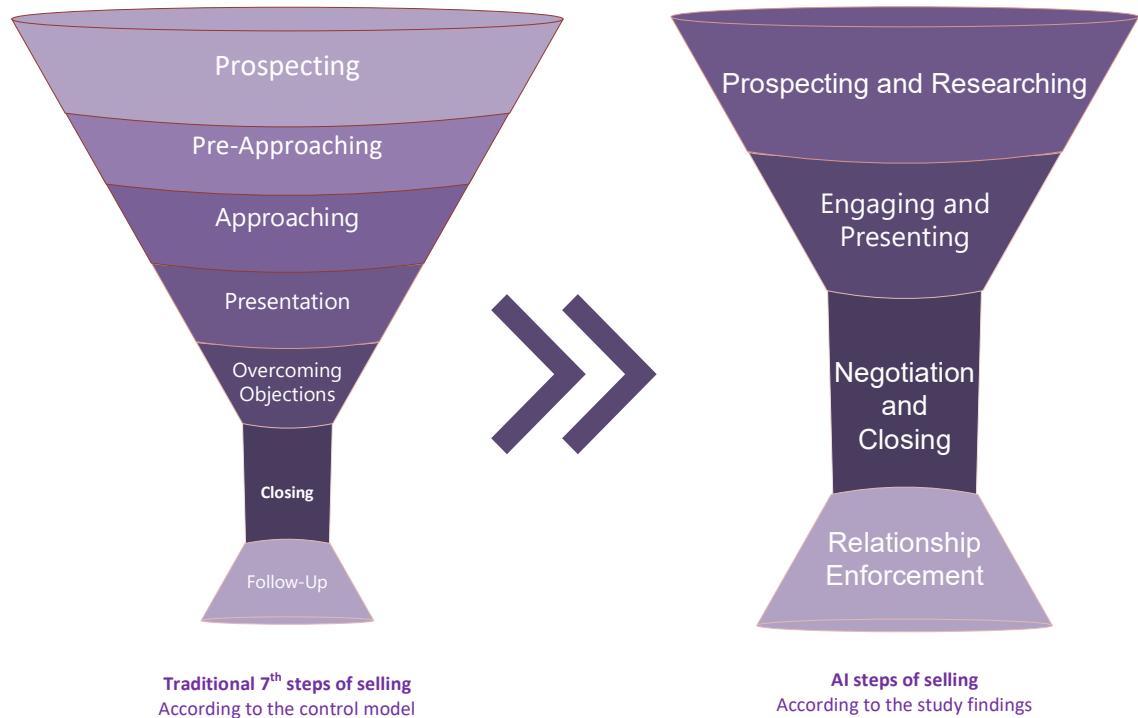 Prospecting
Pre-Approaching
Approaching
Presentation
Overcoming
Objections
Closing
Follow-Up
Traditional 7th steps of selling
According to the control model
Prospecting and Researching
Engaging and
Presenting
Negotiation
and
Closing
Relationship
Enforcement
AI steps of selling
According to the study findings